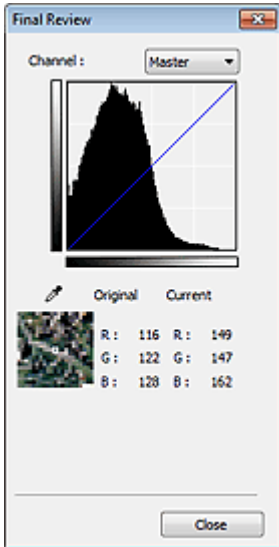 Final Review
Channel : Master
Original Current
R : 116 R : 149
G : 122 G : 147
B : 128 B : 162
Close